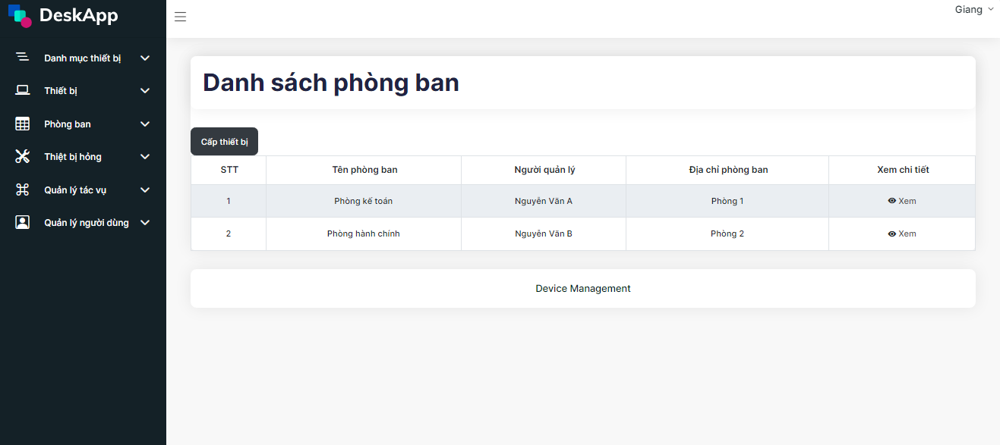 DeskApp
Giang
Danh mục thiết bị
Thiết bị
Phòng ban
Thiệt bị hỏng
Quản lý tác vụ
Quản lý người dùng
Danh sách phòng ban
Cấp thiết bị
STT Tên phòng ban Người quản lý Địa chỉ phòng ban Xem chi tiết
1 Phòng kế toán Nguyễn Văn A Phòng 1 Xem
2 Phòng hành chính Nguyễn Văn B Phòng 2 Xem
Device Management